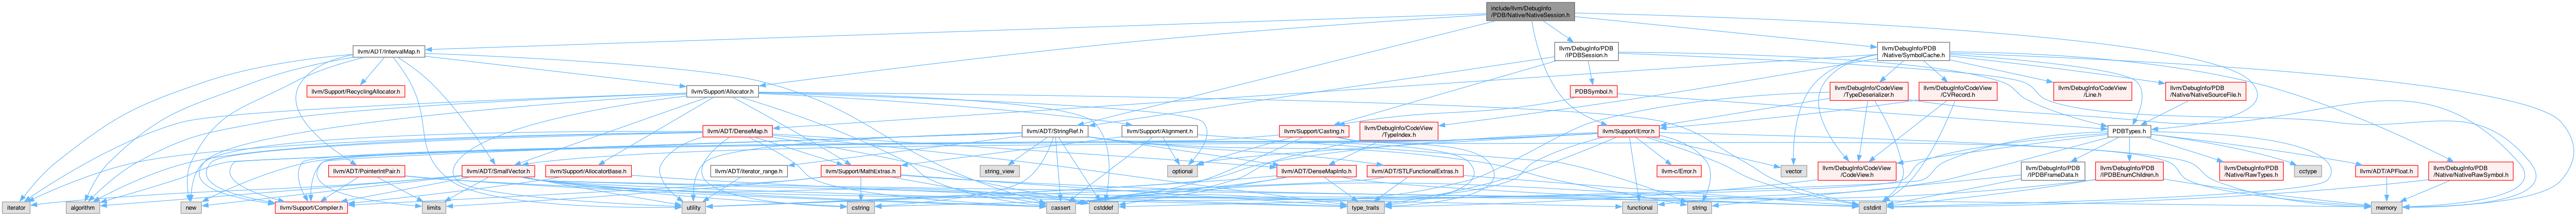 include/llvm/DebugInfo
/PDB/Native/NativeSession.h
llvm/ADT/IntervalMap.h
llvm/DebugInfo/PDB
/IPDBSession.h
llvm/DebugInfo/PDB
/Native/SymbolCache.h
llvm/Support/RecyclingAllocator.h
llvm/Support/Allocator.h
PDBSymbol.h
llvm/DebugInfo/CodeView
/TypeDeserializer.h
llvm/DebugInfo/CodeView
/CVRecord.h
llvm/DebugInfo/CodeView
/Line.h
llvm/DebugInfo/PDB
/Native/NativeSourceFile.h
llvm/ADT/DenseMap.h
llvm/ADT/StringRef.h
llvm/Support/Alignment.h
llvm/DebugInfo/CodeView
/TypeIndex.h
llvm/Support/Casting.h
llvm/Support/Error.h
PDBTypes.h
llvm/ADT/PointerIntPair.h
llvm/ADT/SmallVector.h
llvm/Support/AllocatorBase.h
llvm/ADT/iterator_range.h
llvm/Support/MathExtras.h
string_view
optional
llvm/ADT/DenseMapInfo.h
llvm/ADT/STLFunctionalExtras.h
llvm-c/Error.h
vector
llvm/DebugInfo/CodeView
/CodeView.h
llvm/DebugInfo/PDB
/IPDBFrameData.h
llvm/DebugInfo/PDB
/IPDBEnumChildren.h
llvm/DebugInfo/PDB
/Native/RawTypes.h
cctype
llvm/ADT/APFloat.h
llvm/DebugInfo/PDB
/Native/NativeRawSymbol.h
iterator
algorithm
new
llvm/Support/Compiler.h
limits
utility
cstring
cassert
cstddef
type_traits
functional
string
cstdint
memory